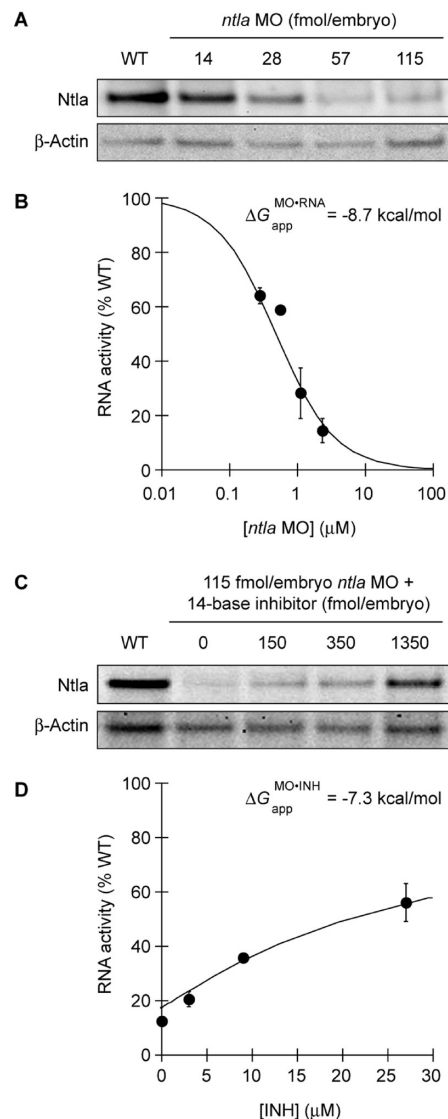 A
ntla MO (fmol/embryo)
WT 14 28 57 115
Ntla
β-Actin
B
ΔG app MO•RNA = -8.7 kcal/mol
RNA activity (% WT)
100
80
60
40
20
0
0.01 0.1 1 10 100
[ntla MO] (μM)
C
115 fmol/embryo ntla MO +
14-base inhibitor (fmol/embryo)
WT 0 150 350 1350
Ntla
β-Actin
D
ΔG app MO•INH = -7.3 kcal/mol
RNA activity (% WT)
100
80
60
40
20
0
0 5 10 15 20 25 30
[INH] (μM)